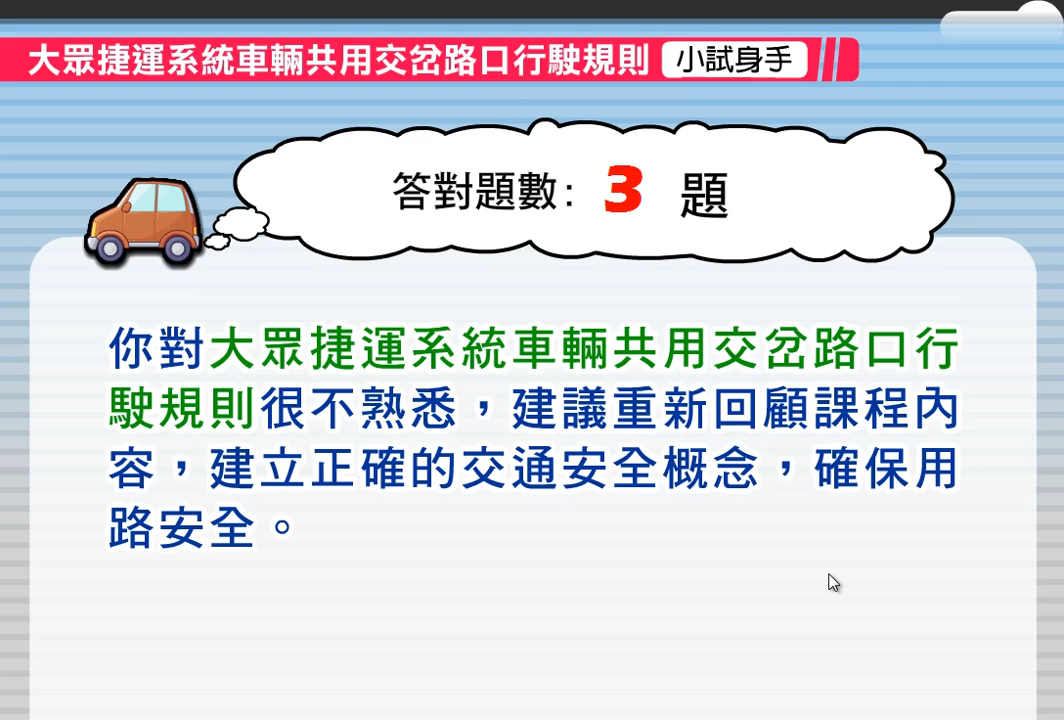 大眾捷運系統車輛共用交岔路口行駛規則 小試身手
答對題數: 3 題
你對大眾捷運系統車輛共用交岔路口行
駛規則很不熟悉，建議重新回顧課程內
容，建立正確的交通安全概念，確保用
路安全。